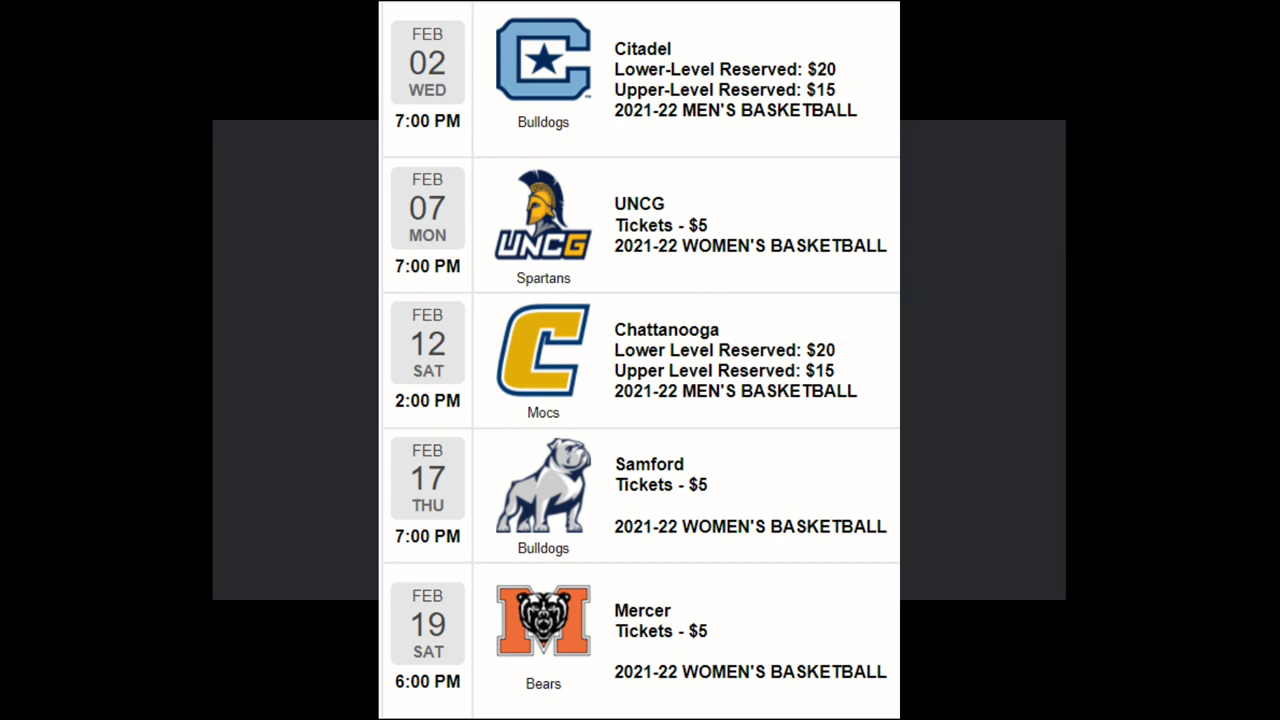 FEB
02
WED
7:00 PM
Bulldogs
Citadel
Lower-Level Reserved: $20
Upper-Level Reserved: $15
2021-22 MEN'S BASKETBALL
FEB
07
MON
7:00 PM
UNCG
Spartans
UNCG
Tickets - $5
2021-22 WOMEN'S BASKETBALL
FEB
12
SAT
2:00 PM
C
Mocs
Chattanooga
Lower Level Reserved: $20
Upper Level Reserved: $15
2021-22 MEN'S BASKETBALL
FEB
17
THU
7:00 PM
Bulldogs
Samford
Tickets - $5
2021-22 WOMEN'S BASKETBALL
FEB
19
SAT
6:00 PM
M
Bears
Mercer
Tickets - $5
2021-22 WOMEN'S BASKETBALL